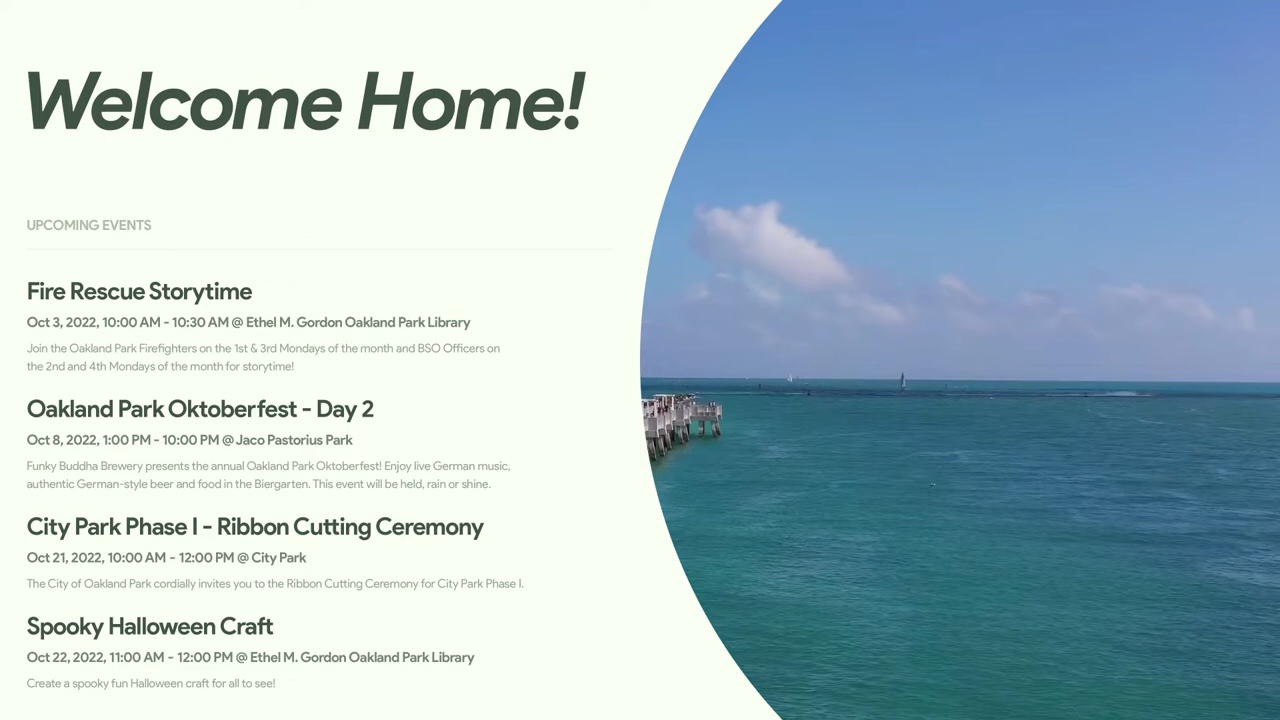 Welcome Home!
UPCOMING EVENTS
Fire Rescue Storytime
Oct 3, 2022, 10:00 AM - 10:30 AM @ Ethel M. Gordon Oakland Park Library
Join the Oakland Park Firefighters on the 1st & 3rd Mondays of the month and BSO Officers on
the 2nd and 4th Mondays of the month for storytime!
Oakland Park Oktoberfest - Day 2
Oct 8, 2022, 1:00 PM - 10:00 PM @ Jaco Pastorius Park
Funky Buddha Brewery presents the annual Oakland Park Oktoberfest! Enjoy live German music,
authentic German-style beer and food in the Biergarten. This event will be held, rain or shine.
City Park Phase I - Ribbon Cutting Ceremony
Oct 21, 2022, 10:00 AM - 12:00 PM @ City Park
The City of Oakland Park cordially invites you to the Ribbon Cutting Ceremony for City Park Phase I.
Spooky Halloween Craft
Oct 22, 2022, 11:00 AM - 12:00 PM @ Ethel M. Gordon Oakland Park Library
Create a spooky fun Halloween craft for all to see!